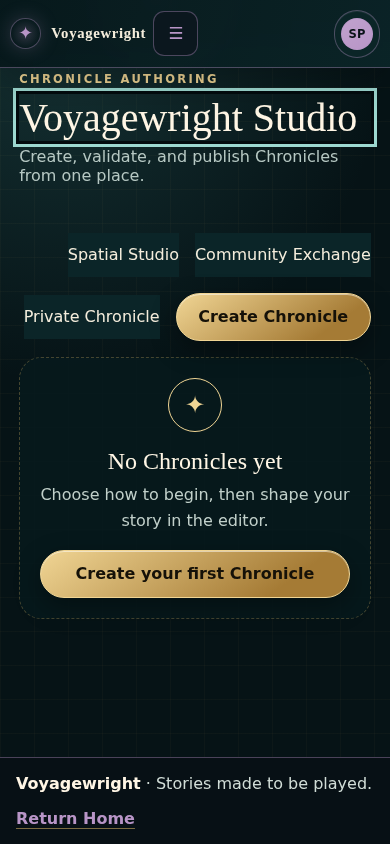 Voyagewright
SP
CHRONICLE AUTHORING
Voyagewright Studio
Create, validate, and publish Chronicles
from one place.
Spatial Studio
Community Exchange
Private Chronicle
Create Chronicle
No Chronicles yet
Choose how to begin, then shape your
story in the editor.
Create your first Chronicle
Voyagewright · Stories made to be played.
Return Home